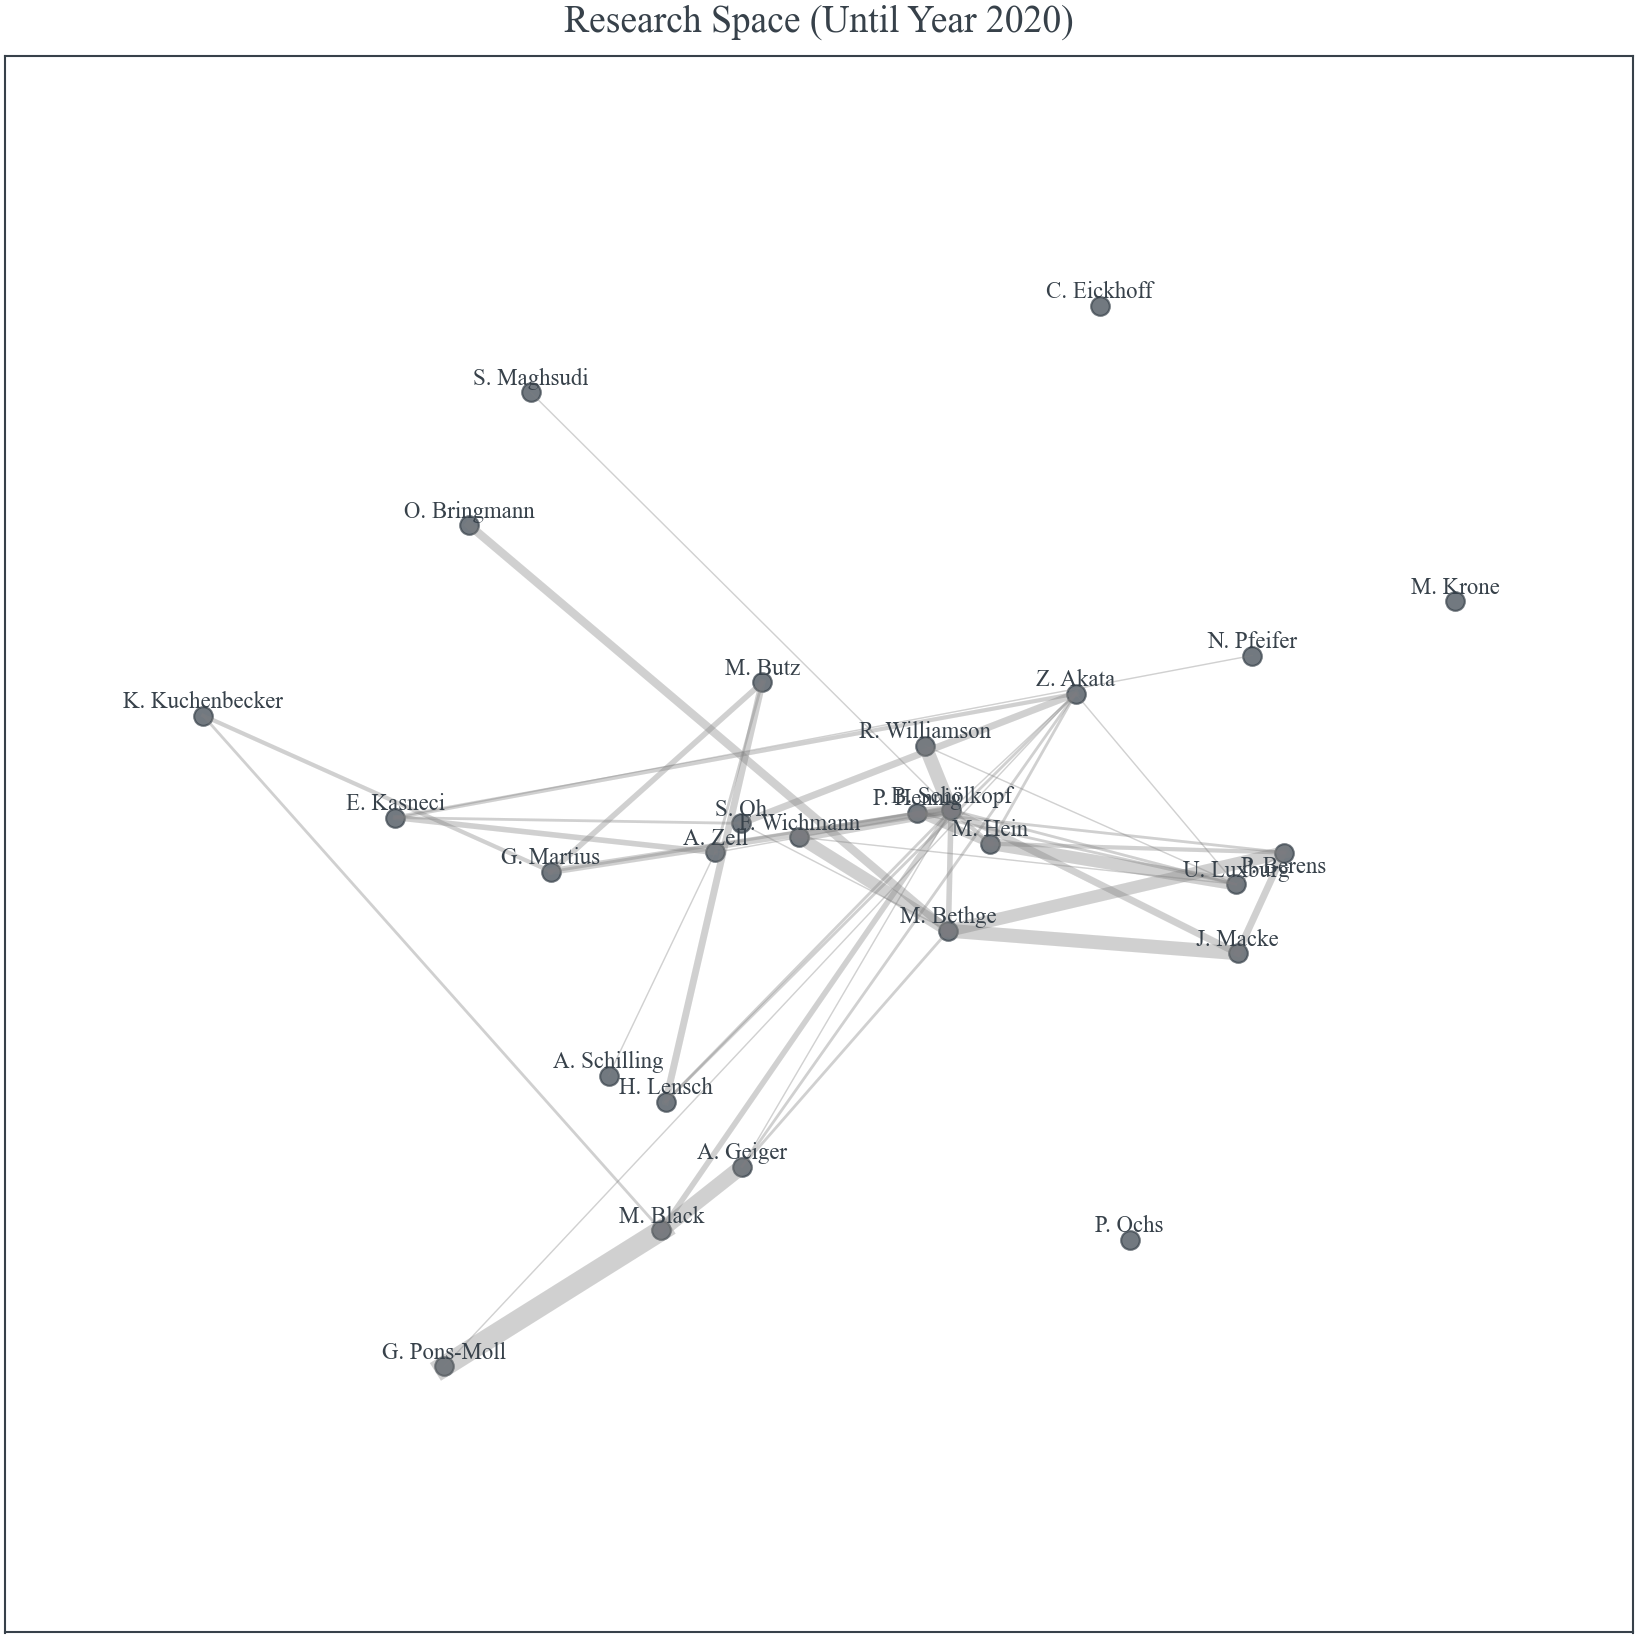 Research Space (Until Year 2020)
C. Eickhoff
S. Maghsudi
O. Bringmann
M. Krone
N. Pfeifer
M. Butz
Z. Akata
K. Kuchenbecker
R. Williamson
P. Hennig
B. Schölkopf
E. Kasneci
S. Oh
F. Wichmann
M. Hein
A. Zell
G. Martius
U. Luxburg
P. Berens
M. Bethge
J. Macke
A. Schilling
H. Lensch
A. Geiger
M. Black
P. Ochs
G. Pons-Moll